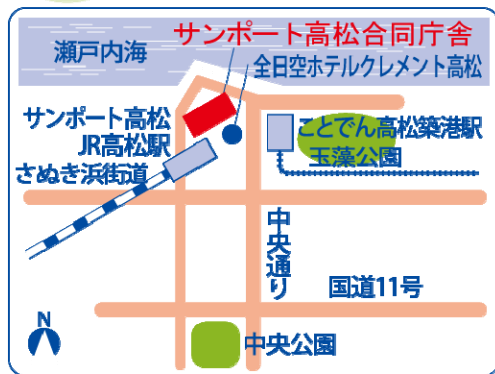 サンポート高松合同庁舎
瀬戸内海
全日空ホテルクレメント高松
サンポート高松
JR高松駅
さぬき浜街道
ことでん高松築港駅
玉藻公園
中央通り
国道11号
N
中央公園